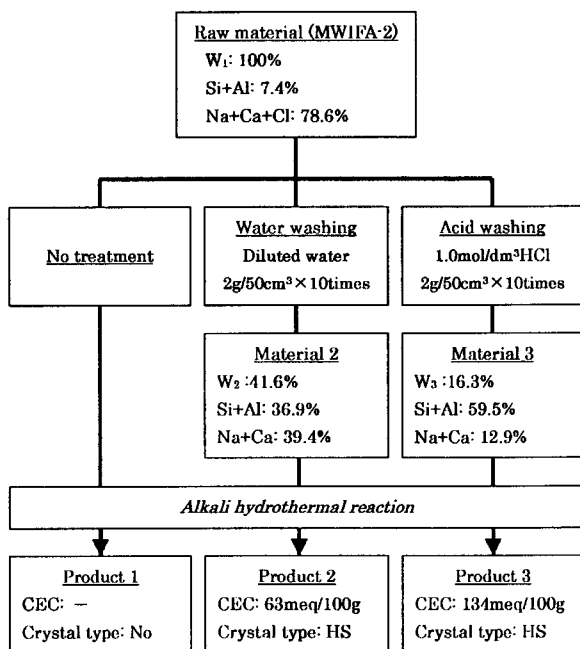 Raw material (MWIFA-2)
W₁: 100%
Si+Al: 7.4%
Na+Ca+Cl: 78.6%
No treatment
Water washing
Diluted water
2g/50cm³×10times
Acid washing
1.0mol/dm³HCl
2g/50cm³×10times
Material 2
W₂ :41.6%
Si+Al: 36.9%
Na+Ca: 39.4%
Material 3
W₃ :16.3%
Si+Al: 59.5%
Na+Ca: 12.9%
Alkali hydrothermal reaction
Product 1
CEC: －
Crystal type: No
Product 2
CEC: 63meq/100g
Crystal type: HS
Product 3
CEC: 134meq/100g
Crystal type: HS